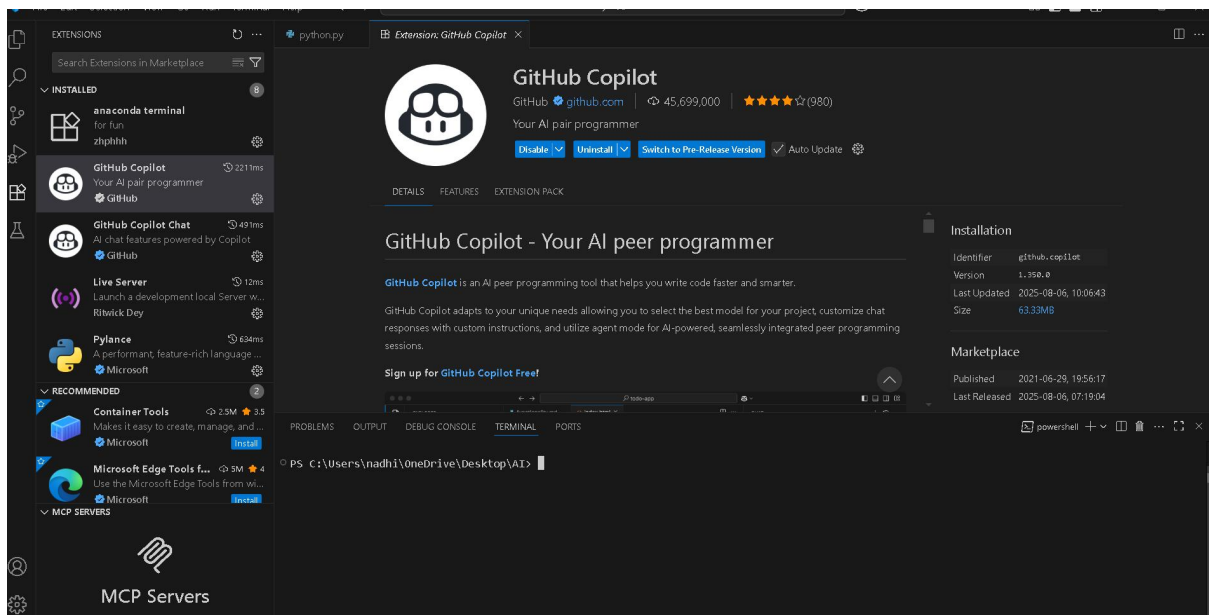 EXTENSIONS
Search Extensions in Marketplace
INSTALLED
8
anaconda terminal
for fun
zhphhh
GitHub Copilot
2211ms
Your AI pair programmer
GitHub
GitHub Copilot Chat
491ms
AI chat features powered by Copilot
GitHub
Live Server
12ms
Launch a development local Server w...
Ritwick Dey
Pylance
634ms
A performant, feature-rich language ...
Microsoft
RECOMMENDED
2
Container Tools
2.5M
3.5
Makes it easy to create, manage, and ...
Microsoft
Install
Microsoft Edge Tools f...
5M
4
Use the Microsoft Edge Tools from wi...
Microsoft
Install
MCP SERVERS
MCP Servers
python.py
Extension: GitHub Copilot
GitHub Copilot
GitHub
github.com
45,699,000
(980)
Your AI pair programmer
Disable
Uninstall
Switch to Pre-Release Version
Auto Update
DETAILS
FEATURES
EXTENSION PACK
GitHub Copilot - Your AI peer programmer
GitHub Copilot is an AI peer programming tool that helps you write code faster and smarter.
GitHub Copilot adapts to your unique needs allowing you to select the best model for your project, customize chat
responses with custom instructions, and utilize agent mode for AI-powered, seamlessly integrated peer programming
sessions.
Sign up for GitHub Copilot Free!
todo-app
Installation
Identifier
github.copilot
Version
1.350.0
Last Updated
2025-08-06, 10:06:43
Size
63.33MB
Marketplace
Published
2021-06-29, 19:56:17
Last Released
2025-08-06, 07:19:04
PROBLEMS
OUTPUT
DEBUG CONSOLE
TERMINAL
PORTS
powershell
PS C:\Users\nadhi\OneDrive\Desktop\AI>